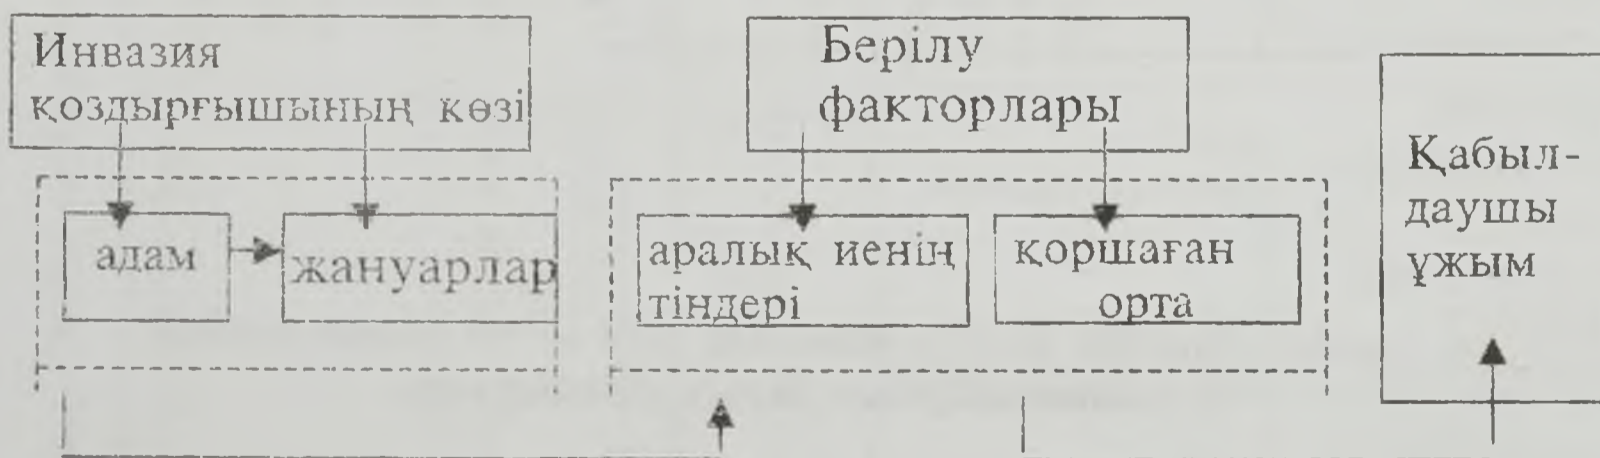 Инвазия
қоздырғышының көзі
Берілу
факторлары
Қабыл-
даушы
ұжым
адам
жануарлар
аралық иенің
тіндері
қоршаған
орта